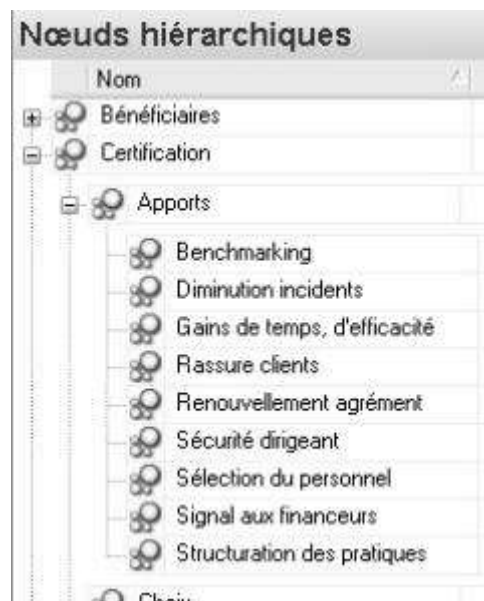 Nœuds hiérarchiques
Nom
Bénéficiaires
Certification
Apports
Benchmarking
Diminution incidents
Gains de temps, d'efficacité
Rassure clients
Renouvellement agrément
Sécurité dirigeant
Sélection du personnel
Signal aux financeurs
Structuration des pratiques